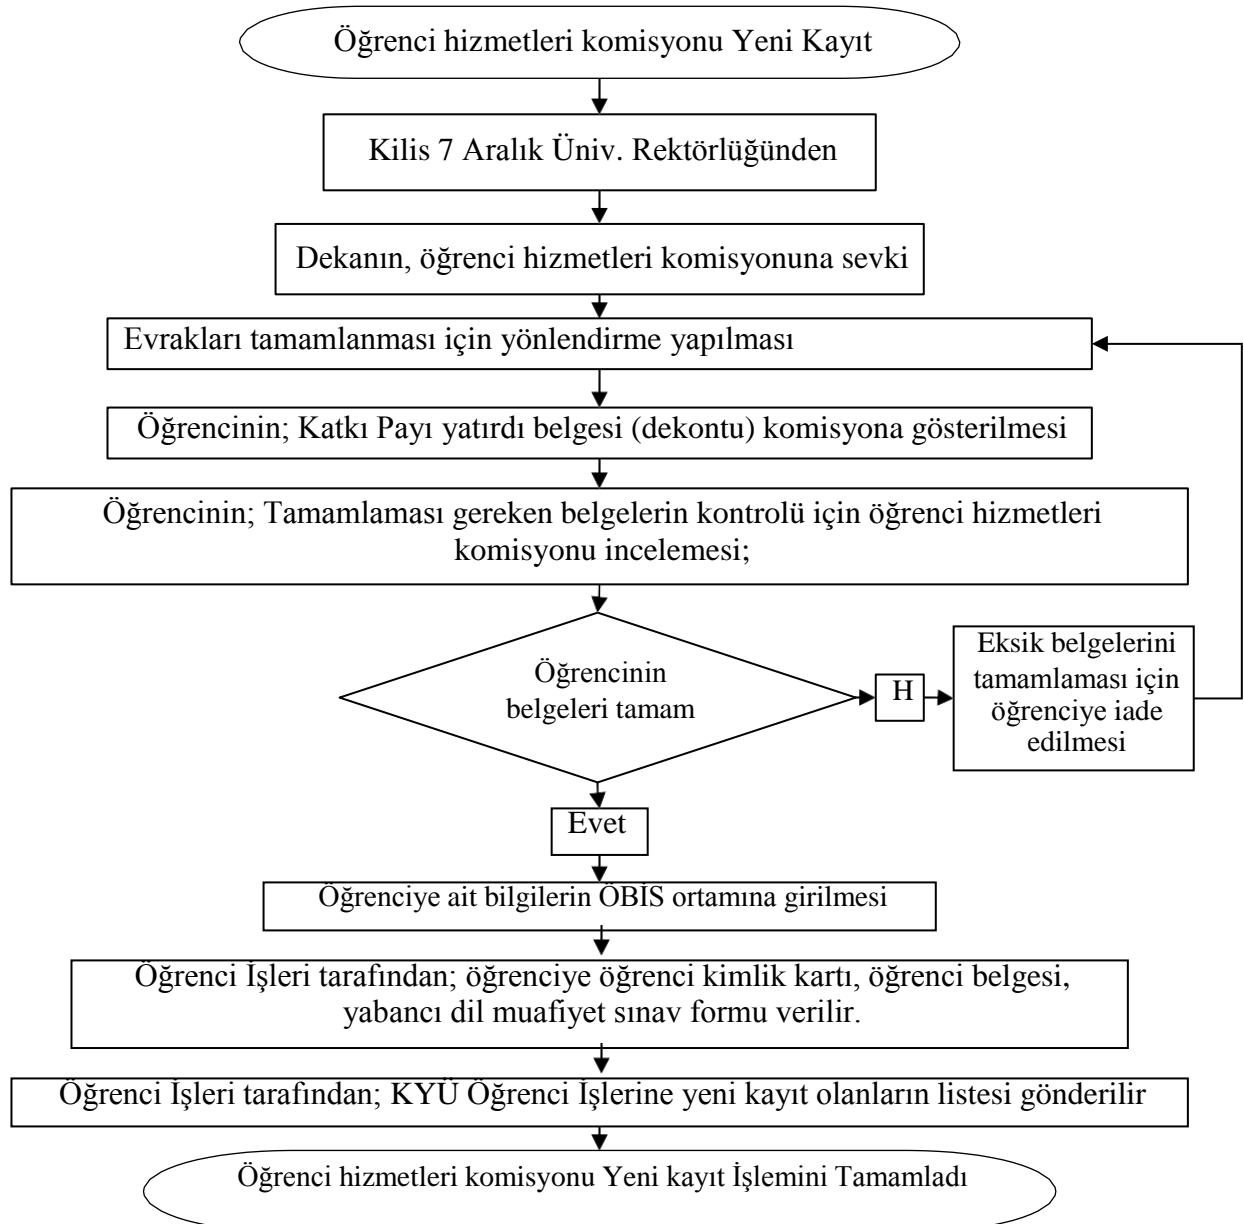 Öğrenci hizmetleri komisyonu Yeni Kayıt
Kilis 7 Aralık Üniv. Rektörlüğünden
Dekanın, öğrenci hizmetleri komisyonuna sevki
Evrakları tamamlanması için yönlendirme yapılması
Öğrencinin; Katkı Payı yatırdı belgesi (dekontu) komisyona gösterilmesi
Öğrencinin; Tamamlaması gereken belgelerin kontrolü için öğrenci hizmetleri
komisyonu incelemesi;
Öğrencinin
belgeleri tamam
H
Eksik belgelerini
tamamlaması için
öğrenciye iade
edilmesi
Evet
Öğrenciye ait bilgilerin ÖBİS ortamına girilmesi
Öğrenci İşleri tarafından; öğrenciye öğrenci kimlik kartı, öğrenci belgesi,
yabancı dil muafiyet sınav formu verilir.
Öğrenci İşleri tarafından; KYÜ Öğrenci İşlerine yeni kayıt olanların listesi gönderilir
Öğrenci hizmetleri komisyonu Yeni kayıt İşlemini Tamamladı